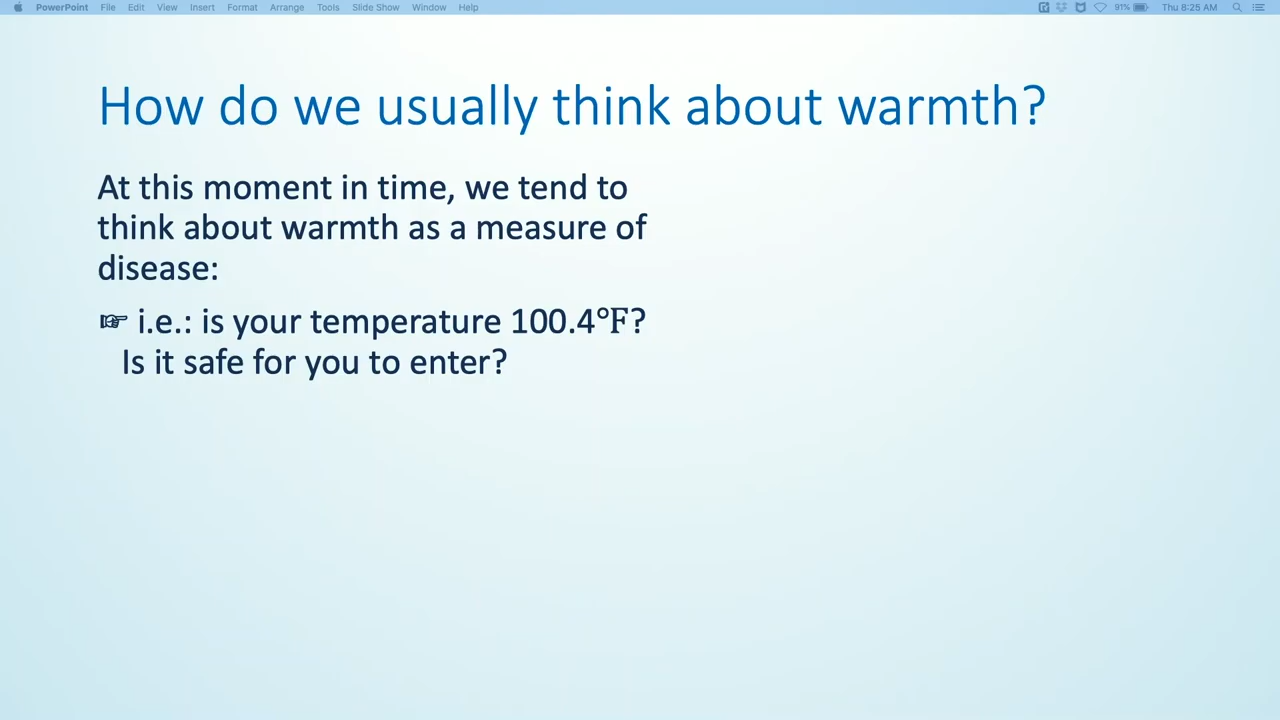 PowerPoint File Edit View Insert Format Arrange Tools Slide Show Window Help 91% Thu 8:25 AM
How do we usually think about warmth?
At this moment in time, we tend to
think about warmth as a measure of
disease:
☞ i.e.: is your temperature 100.4°F?
Is it safe for you to enter?